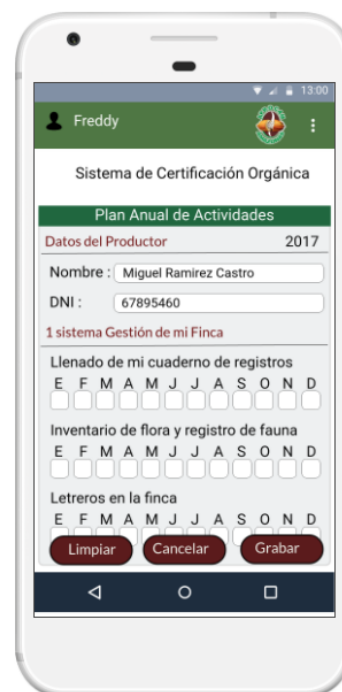 13:00
Freddy
Sistema de Certificación Orgánica
Plan Anual de Actividades
Datos del Productor 2017
Nombre : Miguel Ramirez Castro
DNI : 67895460
1 sistema Gestión de mi Finca
Llenado de mi cuaderno de registros
E F M A M J J A S O N D
Inventario de flora y registro de fauna
E F M A M J J A S O N D
Letreros en la finca
E F M A M J J A S O N D
Limpiar Cancelar Grabar